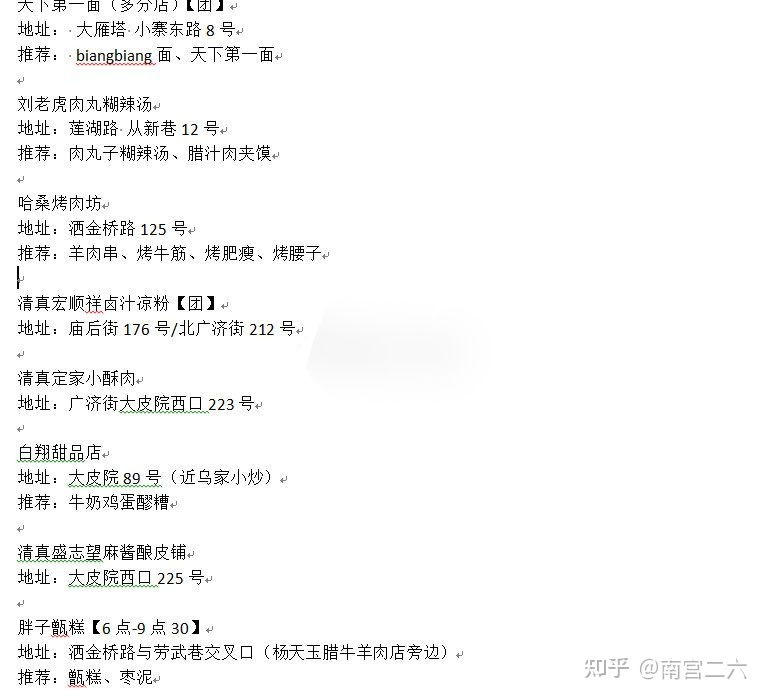 天下第一面（多分店）【团】
地址： 大雁塔 小寨东路 8 号
推荐： biangbiang 面、天下第一面
刘老虎肉丸糊辣汤
地址：莲湖路 从新巷 12 号
推荐：肉丸子糊辣汤、腊汁肉夹馍
哈桑烤肉坊
地址：洒金桥路 125 号
推荐：羊肉串、烤牛筋、烤肥瘦、烤腰子
清真宏顺祥卤汁凉粉【团】
地址：庙后街 176 号/北广济街 212 号
清真定家小酥肉
地址：广济街大皮院西口 223 号
白翔甜品店
地址：大皮院 89 号（近乌家小炒）
推荐：牛奶鸡蛋醪糟
清真盛志望麻酱酿皮铺
地址：大皮院西口 225 号
胖子甑糕【6 点-9 点 30】
地址：洒金桥路与劳武巷交叉口（杨天玉腊牛羊肉店旁边）
推荐：甑糕、枣泥
知乎 @南宫二六